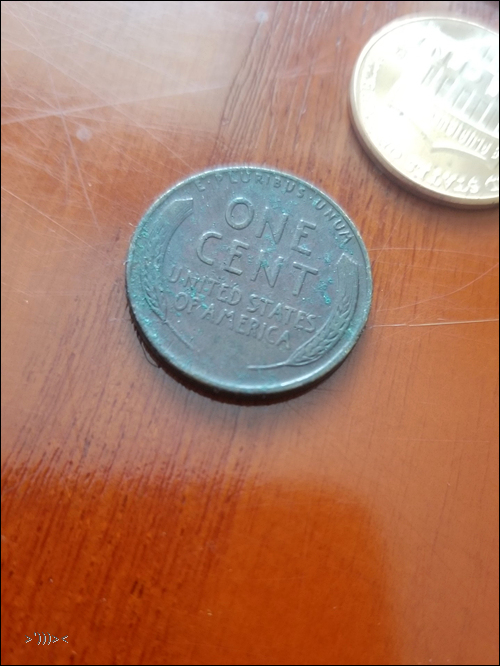 E·PLURIBUS·UNUM
ONE
CENT
UNITED STATES
OF AMERICA
>°)))><